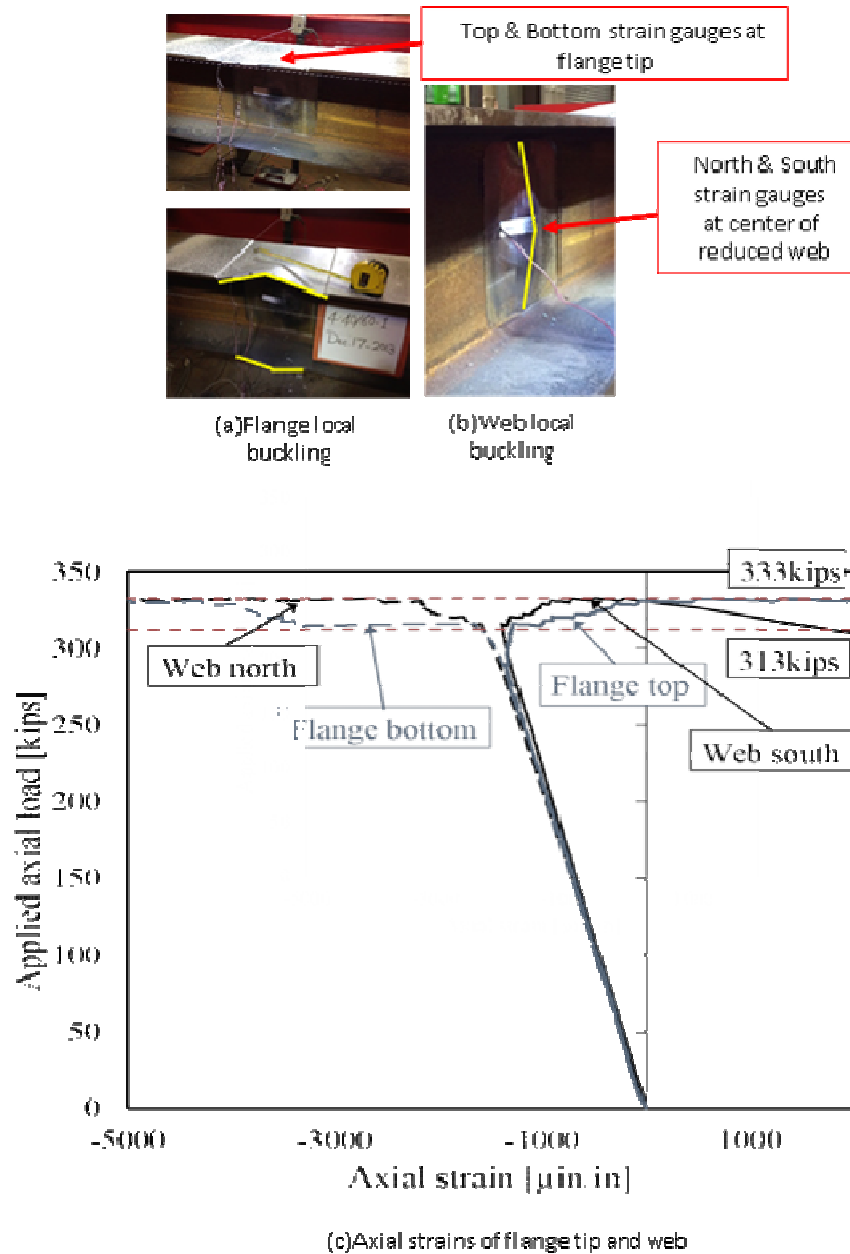 Top & Bottom strain gauges at
flange tip
North & South
strain gauges
at center of
reduced web
Dec. 17, 2013
(a)Flange local
buckling
(b)Web local
buckling
350
300
250
200
150
100
50
0
Applied axial load [kips]
333kips
313kips
Web north
Flange top
Flange bottom
Web south
-5000
-3000
-1000
1000
Axial strain [µin.in]
(c)Axial strains of flange tip and web